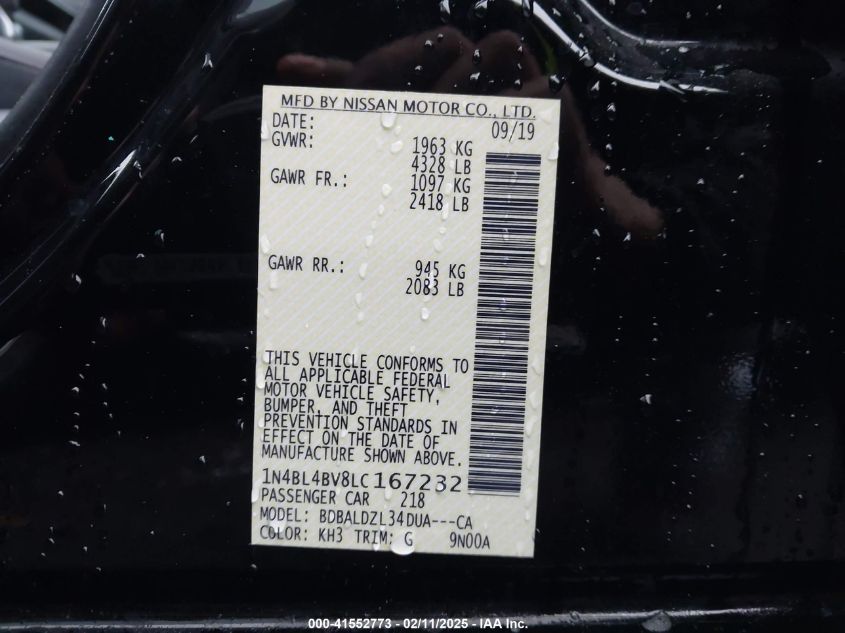 MFD BY NISSAN MOTOR CO., LTD.
DATE: 09/19
GVWR: 1963 KG
4328 LB
GAWR FR.: 1097 KG
2418 LB
GAWR RR.: 945 KG
2083 LB
THIS VEHICLE CONFORMS TO
ALL APPLICABLE FEDERAL
MOTOR VEHICLE SAFETY,
BUMPER, AND THEFT
PREVENTION STANDARDS IN
EFFECT ON THE DATE OF
MANUFACTURE SHOWN ABOVE.
1N4BL4BV8LC167232
PASSENGER CAR 218
MODEL: BDBALDZL34DUA---CA
COLOR: KH3 TRIM: G 9N00A
000-41552773 - 02/11/2025 - IAA Inc.